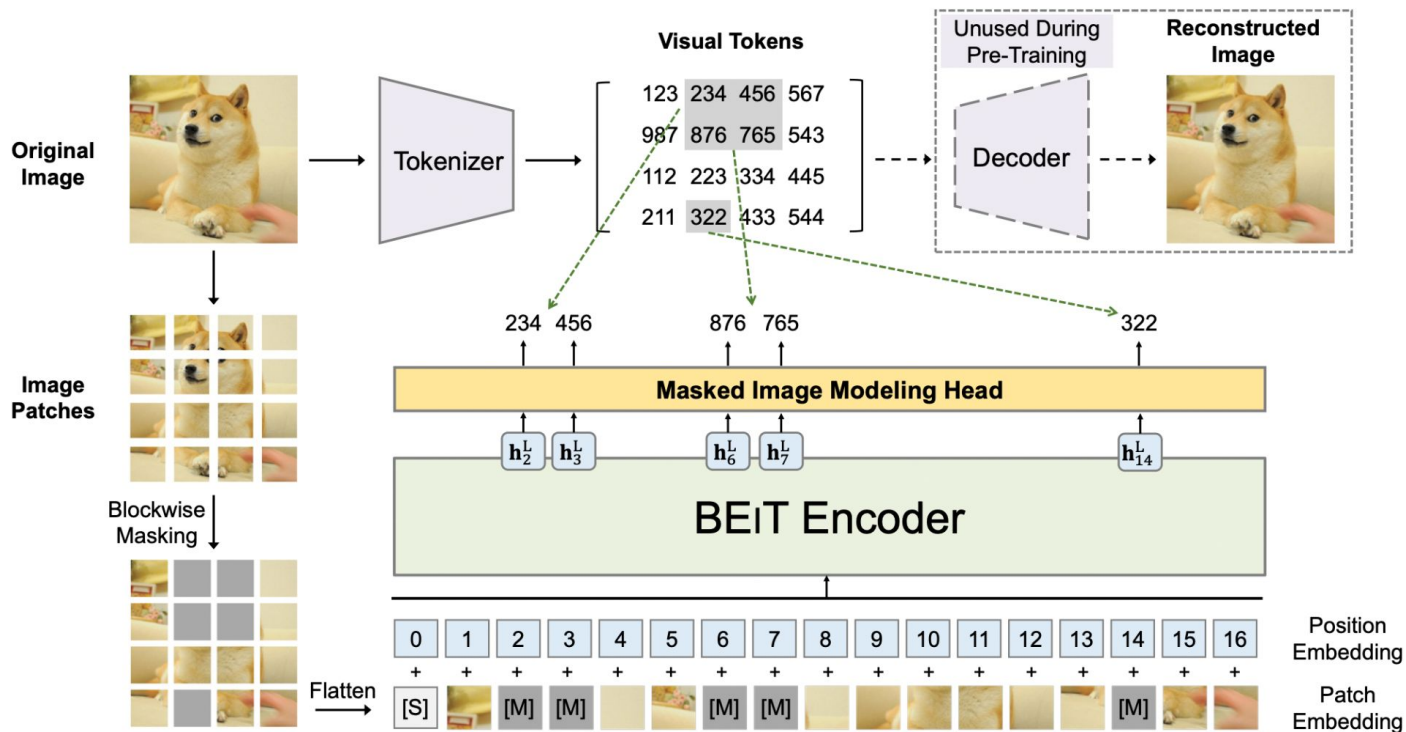 Unused During
Pre-Training
Reconstructed
Image
Visual Tokens
Original
Image
Tokenizer
123 234 456 567
987 876 765 543
112 223 334 445
211 322 433 544
Decoder
234 456 876 765 322
Image
Patches
Masked Image Modeling Head
h₂ᴸ h₃ᴸ h₆ᴸ h₇ᴸ h₁₄ᴸ
BEIT Encoder
Blockwise
Masking
0 1 2 3 4 5 6 7 8 9 10 11 12 13 14 15 16
Position
Embedding
+ + + + + + + + + + + + + + + + +
Flatten
[S] [M] [M] [M] [M] [M]
Patch
Embedding